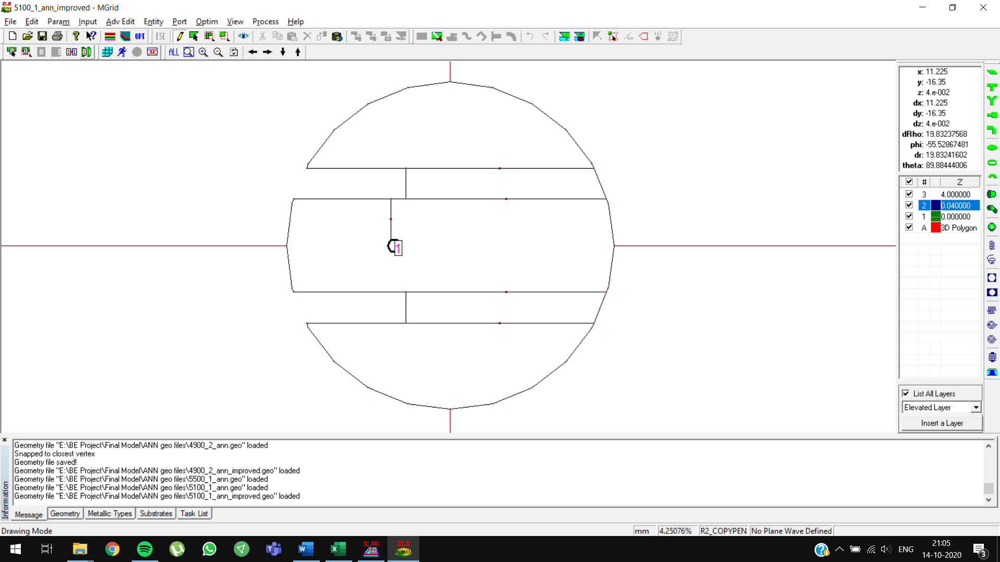 5100_1_ann_improved - MGrid
File Edit Param Input Adv Edit Entity Port Optim View Process Help
OPT ESC
ALL
x: 11.225
y: -16.35
z: 4.e-002
dx: 11.225
dy: -16.35
dz: 4.e-002
dRho: 19.83237568
phi: -55.52867481
dr: 19.83241602
theta: 89.88444006
# Z
3 4.000000
2 0.040000
1 0.000000
A 3D Polygon
1
List All Layers
Elevated Layer
Insert a Layer
Geometry file "E:\BE Project\Final Model\ANN geo files\4900_2_ann.geo" loaded
Snapped to closest vertex
Geometry file saved!
Geometry file "E:\BE Project\Final Model\ANN geo files\4900_2_ann_improved.geo" loaded
Geometry file "E:\BE Project\Final Model\ANN geo files\5500_1_ann.geo" loaded
Geometry file "E:\BE Project\Final Model\ANN geo files\5100_1_ann.geo" loaded
Geometry file "E:\BE Project\Final Model\ANN geo files\5100_1_ann_improved.geo" loaded
Information
Message Geometry Metallic Types Substrates Task List
Drawing Mode
mm 4.25076% R2_COPYPEN No Plane Wave Defined
ZELAND ZLS
ENG
21:05
14-10-2020
3